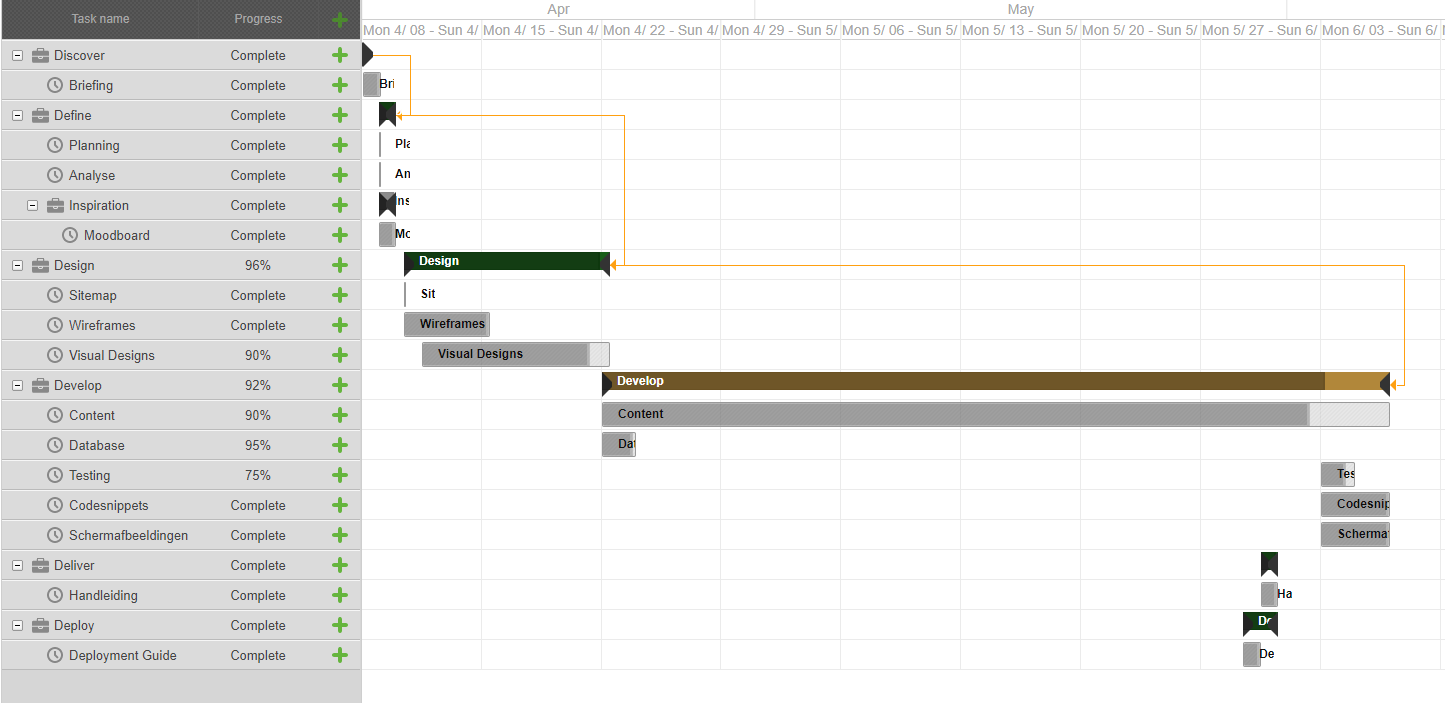 Task name Progress Apr May
Mon 4/ 08 - Sun 4/ Mon 4/ 15 - Sun 4/ Mon 4/ 22 - Sun 4/ Mon 4/ 29 - Sun 5/ Mon 5/ 06 - Sun 5/ Mon 5/ 13 - Sun 5/ Mon 5/ 20 - Sun 5/ Mon 5/ 27 - Sun 6/ Mon 6/ 03 - Sun 6/
Discover Complete
Briefing Complete Bri
Define Complete
Planning Complete Pla
Analyse Complete An
Inspiration Complete Ins
Moodboard Complete Mo
Design 96% Design
Sitemap Complete Sit
Wireframes Complete Wireframes
Visual Designs 90% Visual Designs
Develop 92% Develop
Content 90% Content
Database 95% Dat
Testing 75% Tes
Codesnippets Complete Codesnip
Schermafbeeldingen Complete Schermaf
Deliver Complete
Handleiding Complete Ha
Deploy Complete De
Deployment Guide Complete De